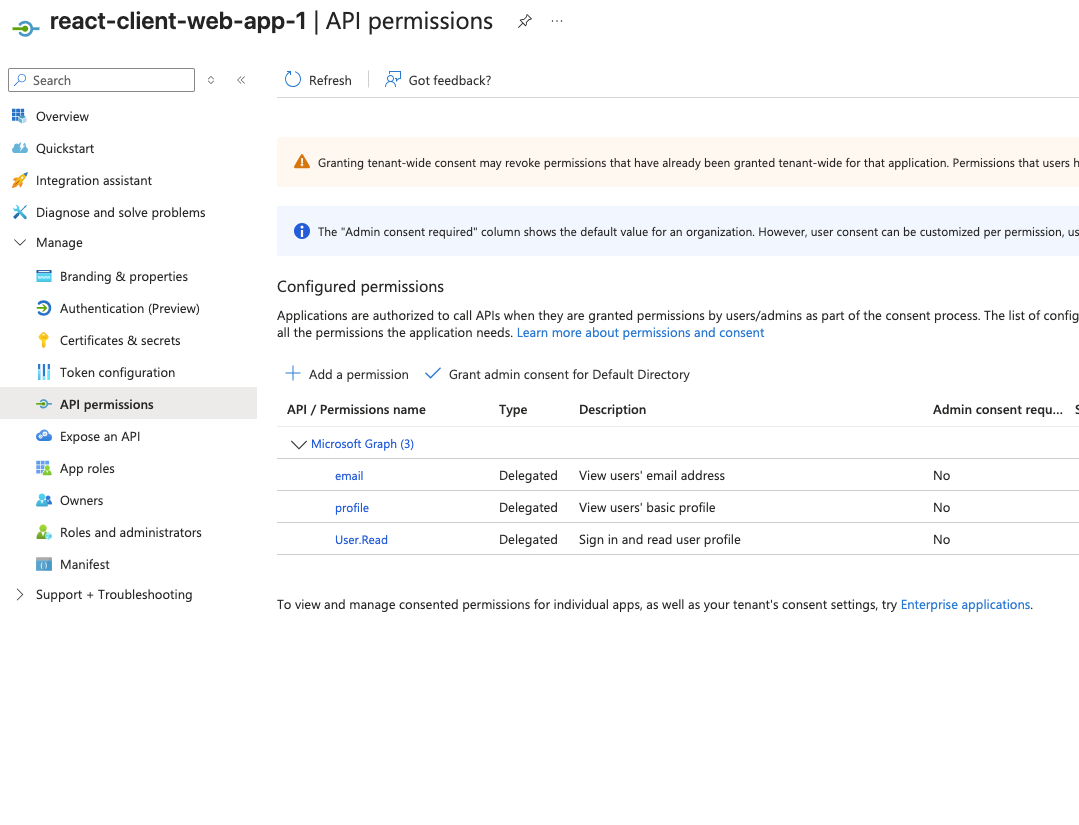 react-client-web-app-1 | API permissions
Search
Refresh
Got feedback?
Overview
Quickstart
Integration assistant
Diagnose and solve problems
Manage
Branding & properties
Authentication (Preview)
Certificates & secrets
Token configuration
API permissions
Expose an API
App roles
Owners
Roles and administrators
Manifest
Support + Troubleshooting
Granting tenant-wide consent may revoke permissions that have already been granted tenant-wide for that application. Permissions that users
The "Admin consent required" column shows the default value for an organization. However, user consent can be customized per permission,
Configured permissions
Applications are authorized to call APIs when they are granted permissions by users/admins as part of the consent process. The list of
all the permissions the application needs. Learn more about permissions and consent
Add a permission
Grant admin consent for Default Directory
API / Permissions name Type Description Admin consent requ...
Microsoft Graph (3)
email Delegated View users' email address No
profile Delegated View users' basic profile No
User.Read Delegated Sign in and read user profile No
To view and manage consented permissions for individual apps, as well as your tenant's consent settings, try Enterprise applications.